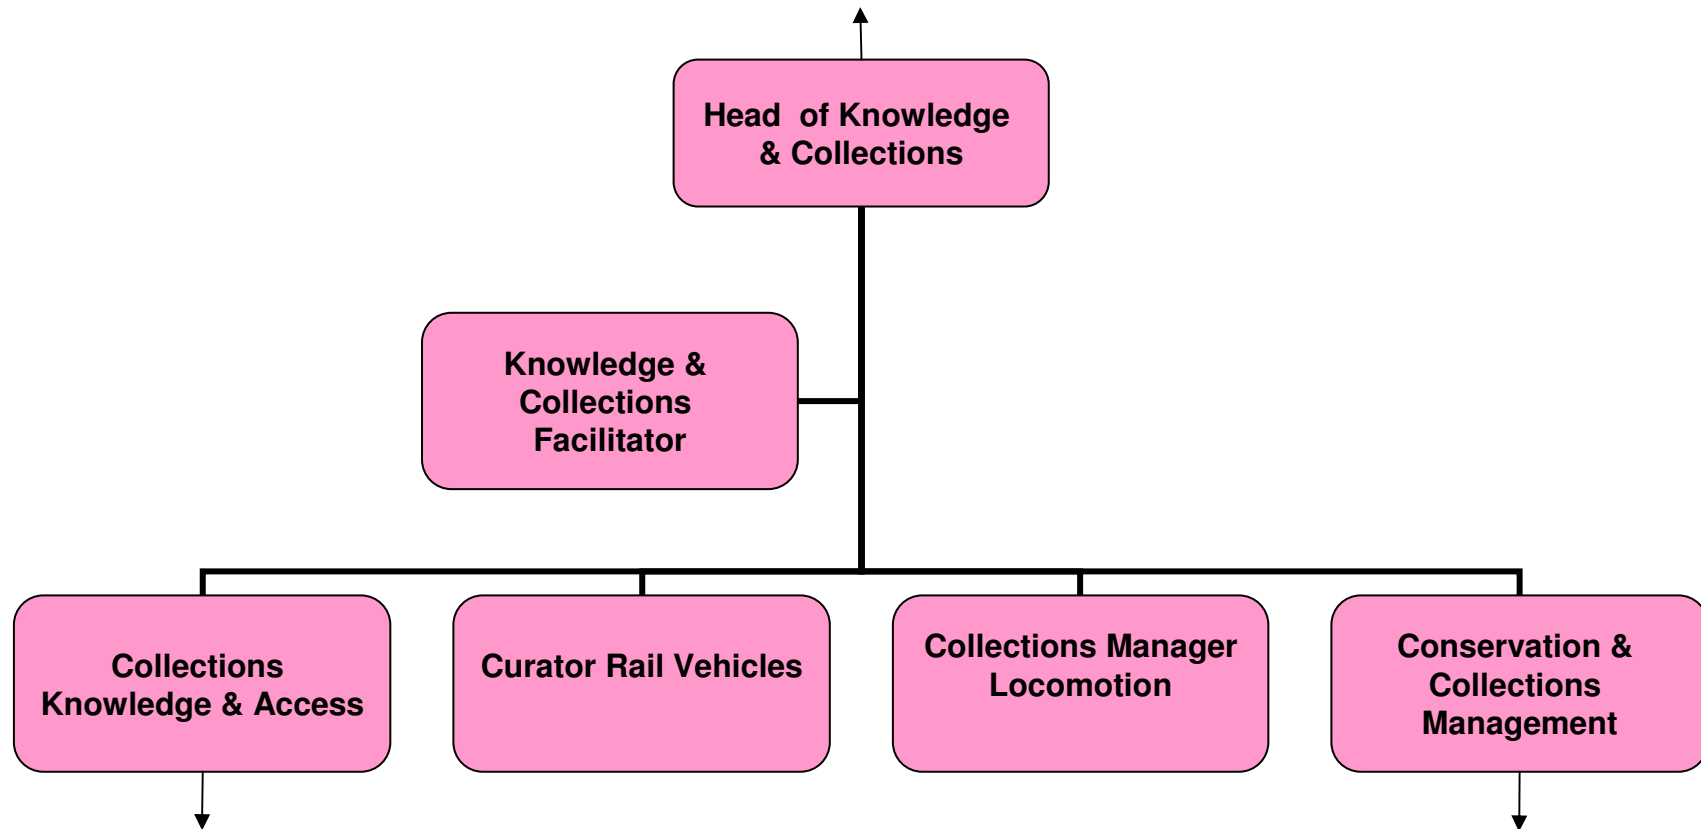 Head of Knowledge
& Collections
Knowledge &
Collections
Facilitator
Collections
Knowledge & Access
Curator Rail Vehicles
Collections Manager
Locomotion
Conservation &
Collections
Management